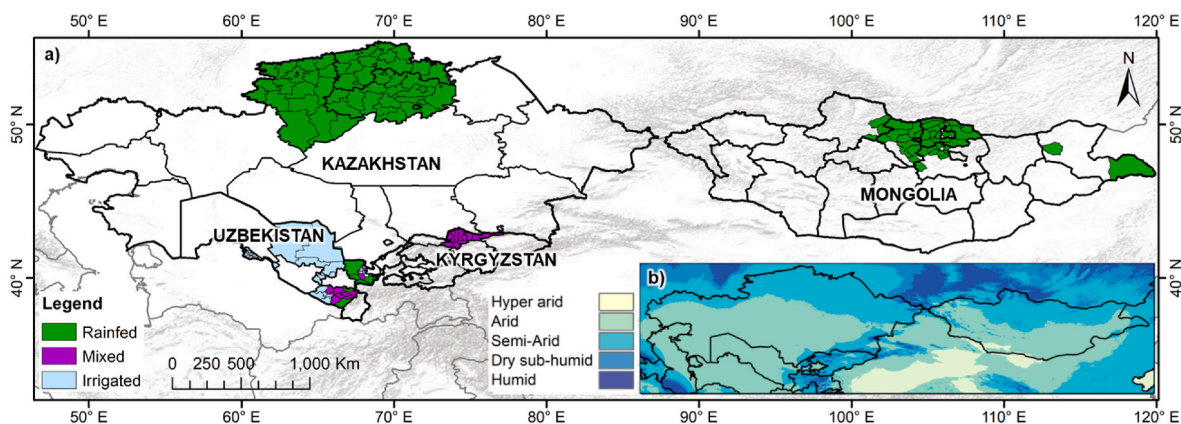 50° E 60° E 70° E 80° E 90° E 100° E 110° E 120° E
a)
N
50° N
50° N
KAZAKHSTAN
MONGOLIA
UZBEKISTAN
KYRGYZSTAN
40° N
40° N
b)
Legend
Rainfed
Mixed
Irrigated
0 250 500 1,000 Km
Hyper arid
Arid
Semi-Arid
Dry sub-humid
Humid
50° E 60° E 70° E 80° E 90° E 100° E 110° E 120° E